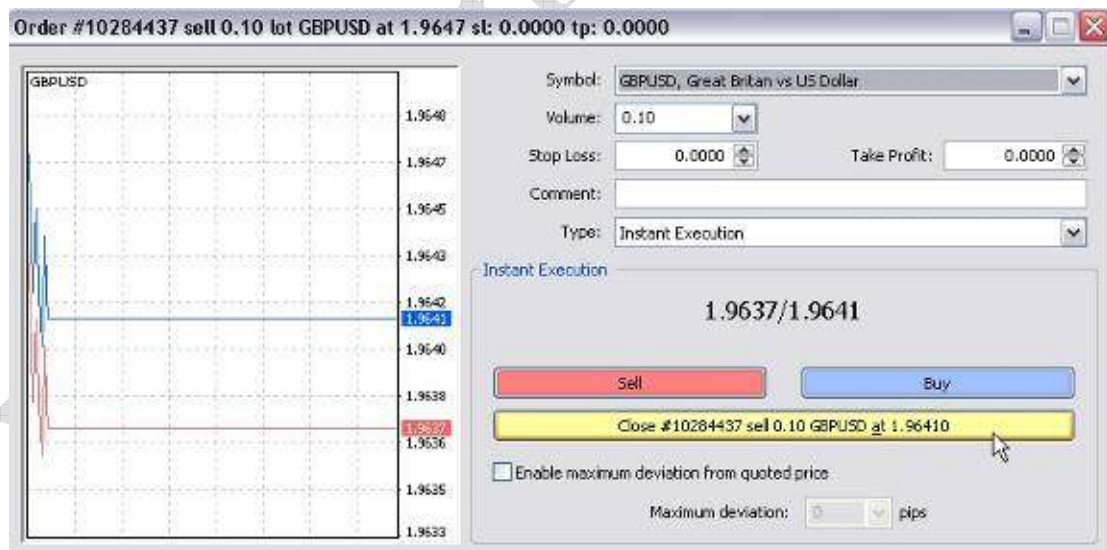 Order #10284437 sell 0.10 lot GBPUSD at 1.9647 sl: 0.0000 tp: 0.0000
GBPUSD
1.9648
1.9647
1.9645
1.9643
1.9642
1.9641
1.9640
1.9638
1.9637
1.9636
1.9635
1.9633
Symbol: GBPUSD, Great Britan vs US Dollar
Volume: 0.10
Stop Loss: 0.0000 Take Profit: 0.0000
Comment:
Type: Instant Execution
Instant Execution
1.9637/1.9641
Sell Buy
Close #10284437 sell 0.10 GBPUSD at 1.96410
Enable maximum deviation from quoted price
Maximum deviation: 0 pips